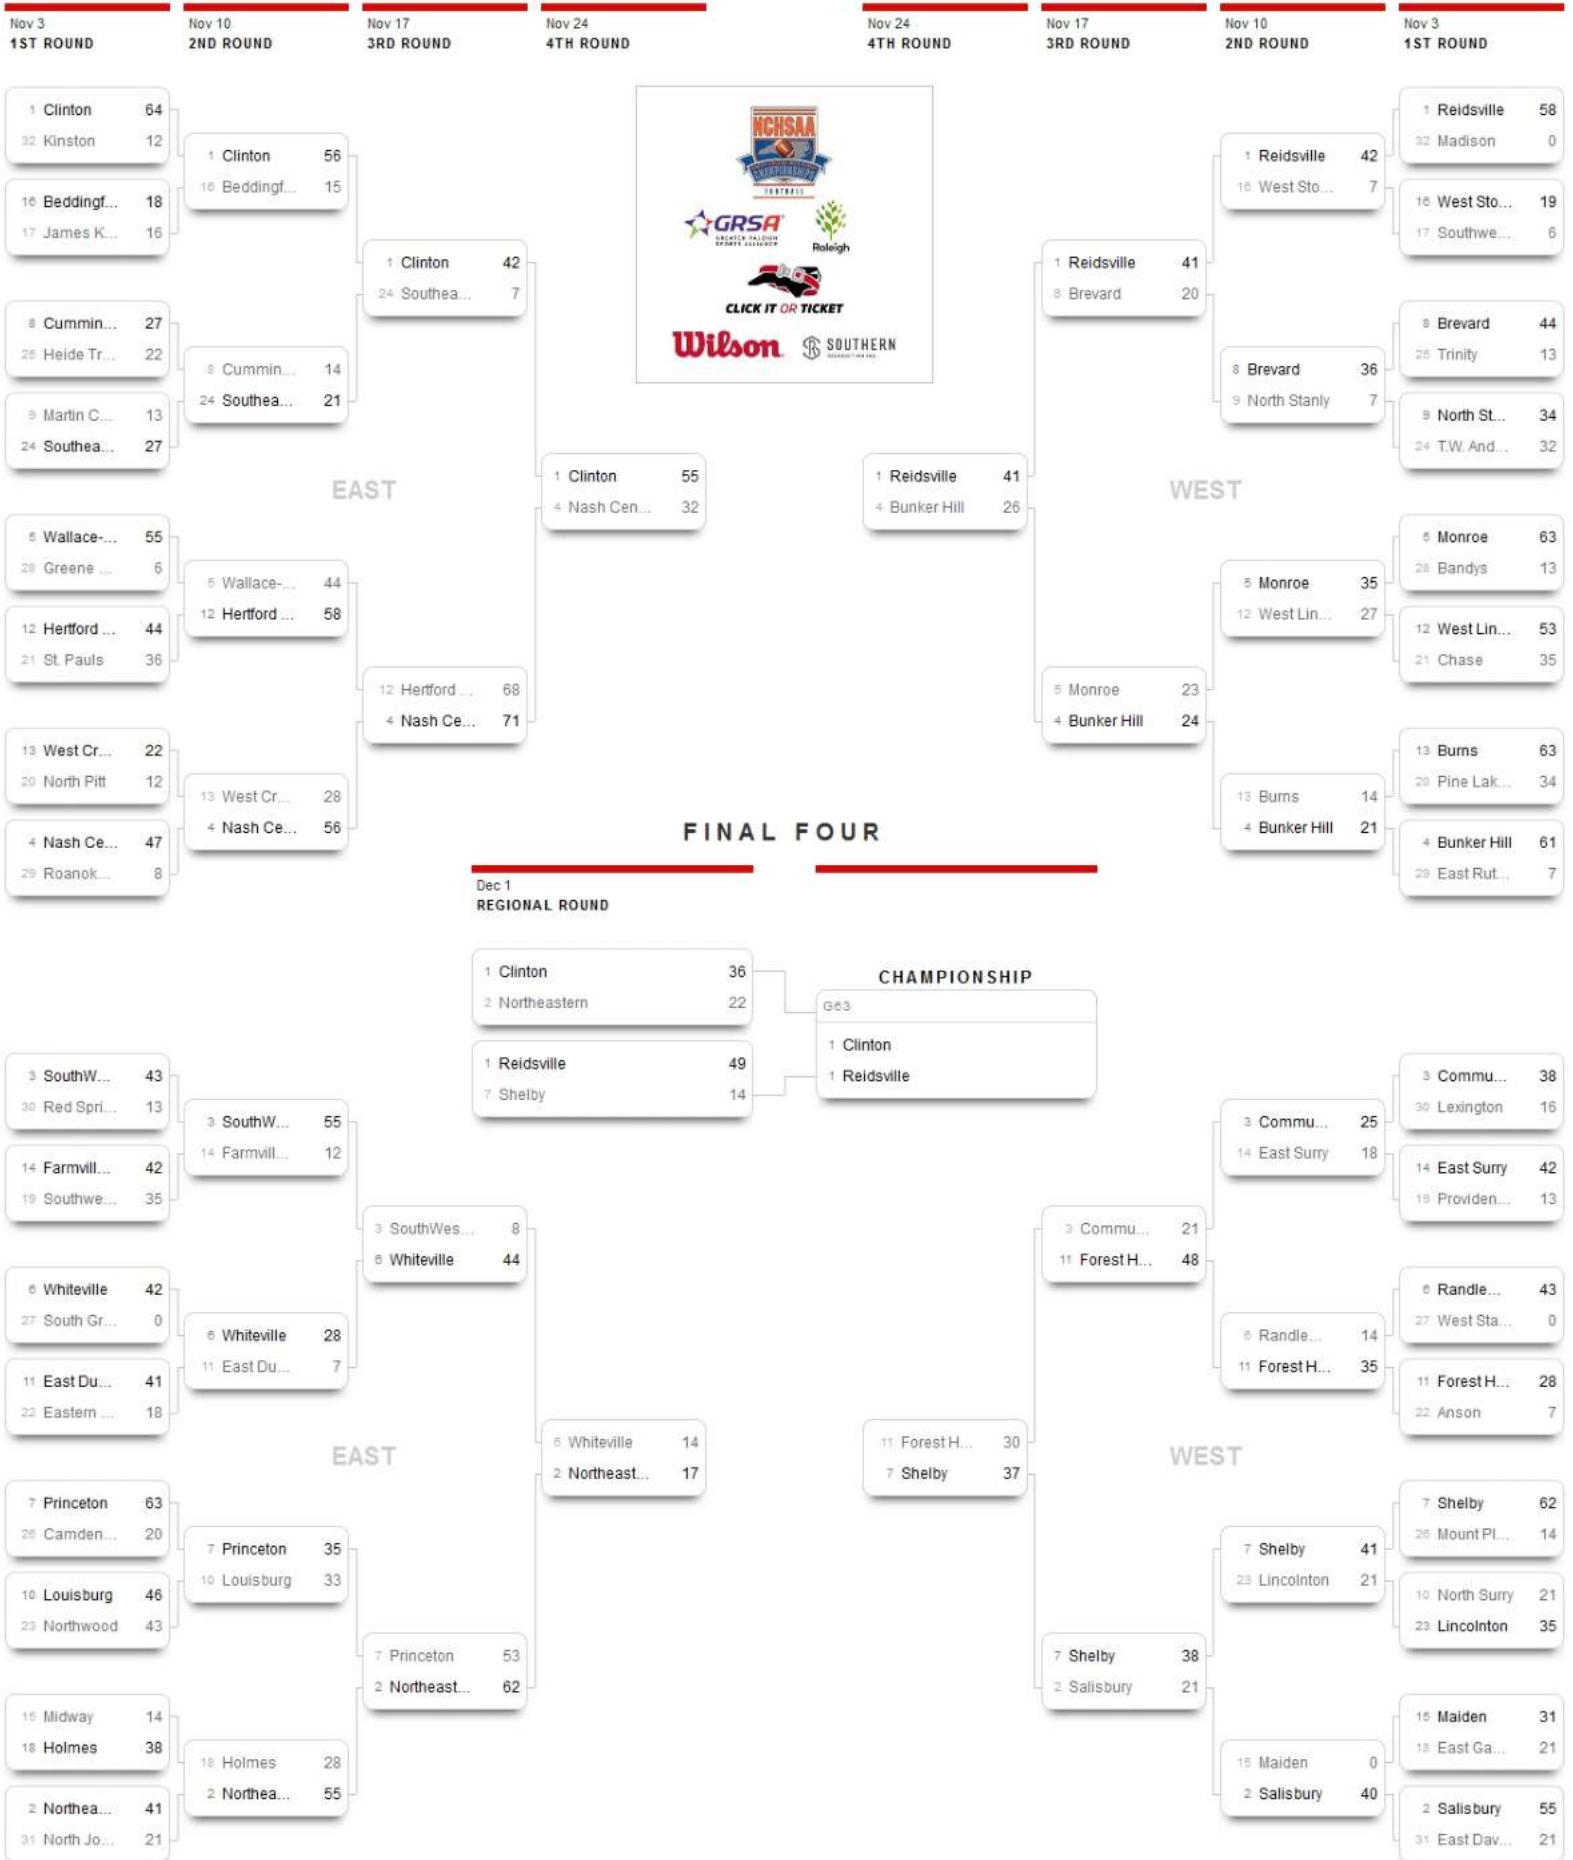 Nov 3
1ST ROUND
Nov 10
2ND ROUND
Nov 17
3RD ROUND
Nov 24
4TH ROUND
Nov 24
4TH ROUND
Nov 17
3RD ROUND
Nov 10
2ND ROUND
Nov 3
1ST ROUND
1 Clinton 64
32 Kinston 12
16 Beddingf... 18
17 James K... 16
8 Cummin... 27
25 Heide Tr... 22
9 Martin C... 13
24 Southea... 27
5 Wallace-... 55
28 Greene ... 6
12 Hertford ... 44
21 St. Pauls 36
13 West Cr... 22
20 North Pitt 12
4 Nash Ce... 47
29 Roanok... 8
1 Clinton 56
16 Beddingf... 15
8 Cummin... 14
24 Southea... 21
5 Wallace-... 44
12 Hertford ... 58
13 West Cr... 28
4 Nash Ce... 56
1 Clinton 42
24 Southea... 7
12 Hertford ... 68
4 Nash Ce... 71
EAST
1 Clinton 55
4 Nash Cen... 32
NCHSAA
CHAMPIONSHIPS
FOOTBALL
GRSA
GREATER RALEIGH
SPORTS ALLIANCE
Raleigh
CLICK IT OR TICKET
Wilson
SOUTHERN
1 Reidsville 41
4 Bunker Hill 26
WEST
1 Reidsville 41
8 Brevard 20
5 Monroe 23
4 Bunker Hill 24
1 Reidsville 42
16 West Sto... 7
8 Brevard 36
9 North Stanly 7
5 Monroe 35
12 West Lin... 27
13 Burns 14
4 Bunker Hill 21
1 Reidsville 58
32 Madison 0
16 West Sto... 19
17 Southwe... 6
8 Brevard 44
25 Trinity 13
9 North St... 34
24 T.W. And... 32
5 Monroe 63
28 Bandys 13
12 West Lin... 53
21 Chase 35
13 Burns 63
20 Pine Lak... 34
4 Bunker Hill 61
29 East Rut... 7
FINAL FOUR
Dec 1
REGIONAL ROUND
1 Clinton 36
2 Northeastern 22
1 Reidsville 49
7 Shelby 14
CHAMPIONSHIP
G63
1 Clinton
1 Reidsville
3 SouthW... 43
30 Red Spri... 13
14 Farmvill... 42
19 Southwe... 35
6 Whiteville 42
27 South Gr... 0
11 East Du... 41
22 Eastern ... 18
7 Princeton 63
26 Camden... 20
10 Louisburg 46
23 Northwood 43
15 Midway 14
18 Holmes 38
2 Northea... 41
31 North Jo... 21
3 SouthW... 55
14 Farmvill... 12
6 Whiteville 28
11 East Du... 7
7 Princeton 35
10 Louisburg 33
18 Holmes 28
2 Northea... 55
3 SouthWes... 8
6 Whiteville 44
7 Princeton 53
2 Northeast... 62
EAST
6 Whiteville 14
2 Northeast... 17
11 Forest H... 30
7 Shelby 37
WEST
3 Commu... 21
11 Forest H... 48
7 Shelby 38
2 Salisbury 21
3 Commu... 25
14 East Surry 18
6 Randle... 14
11 Forest H... 35
7 Shelby 41
23 Lincolnton 21
15 Maiden 0
2 Salisbury 40
3 Commu... 38
30 Lexington 16
14 East Surry 42
19 Providen... 13
6 Randle... 43
27 West Sta... 0
11 Forest H... 28
22 Anson 7
7 Shelby 62
26 Mount Pl... 14
10 North Surry 21
23 Lincolnton 35
15 Maiden 31
18 East Ga... 21
2 Salisbury 55
31 East Dav... 21